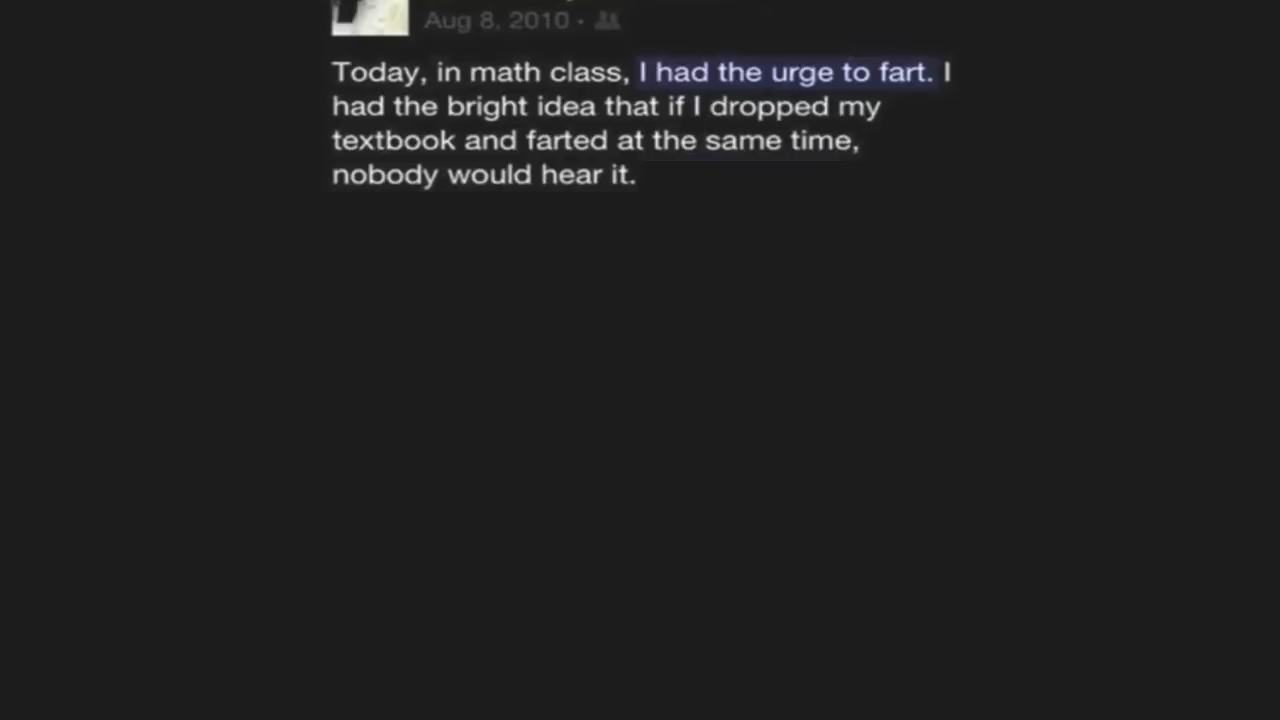 Aug 8, 2010 ·
Today, in math class, I had the urge to fart. I
had the bright idea that if I dropped my
textbook and farted at the same time,
nobody would hear it.